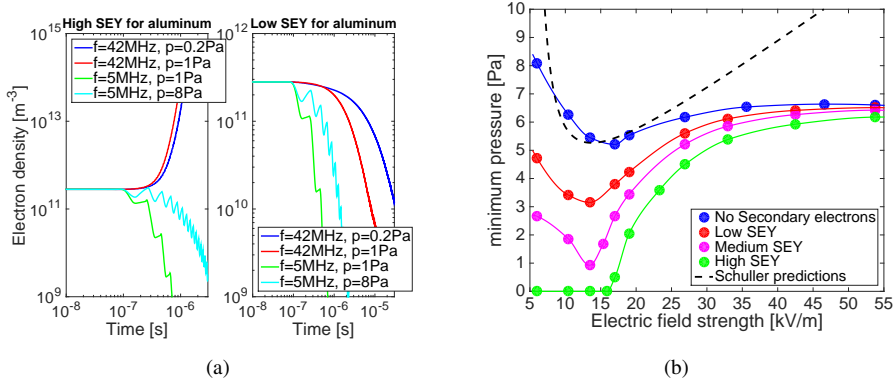 High SEY for aluminum
Electron density [m-3]
10^15
10^13
10^11
10^9
f=42MHz, p=0.2Pa
f=42MHz, p=1Pa
f=5MHz, p=1Pa
f=5MHz, p=8Pa
10^-8
10^-7
10^-6
Time [s]
Low SEY for aluminum
10^12
10^11
10^10
10^9
f=42MHz, p=0.2Pa
f=42MHz, p=1Pa
f=5MHz, p=1Pa
f=5MHz, p=8Pa
10^-8
10^-7
10^-6
10^-5
Time [s]
(a)
minimum pressure [Pa]
10
9
8
7
6
5
4
3
2
1
0
No Secondary electrons
Low SEY
Medium SEY
High SEY
Schuller predictions
5 10 15 20 25 30 35 40 45 50 55
Electric field strength [kV/m]
(b)